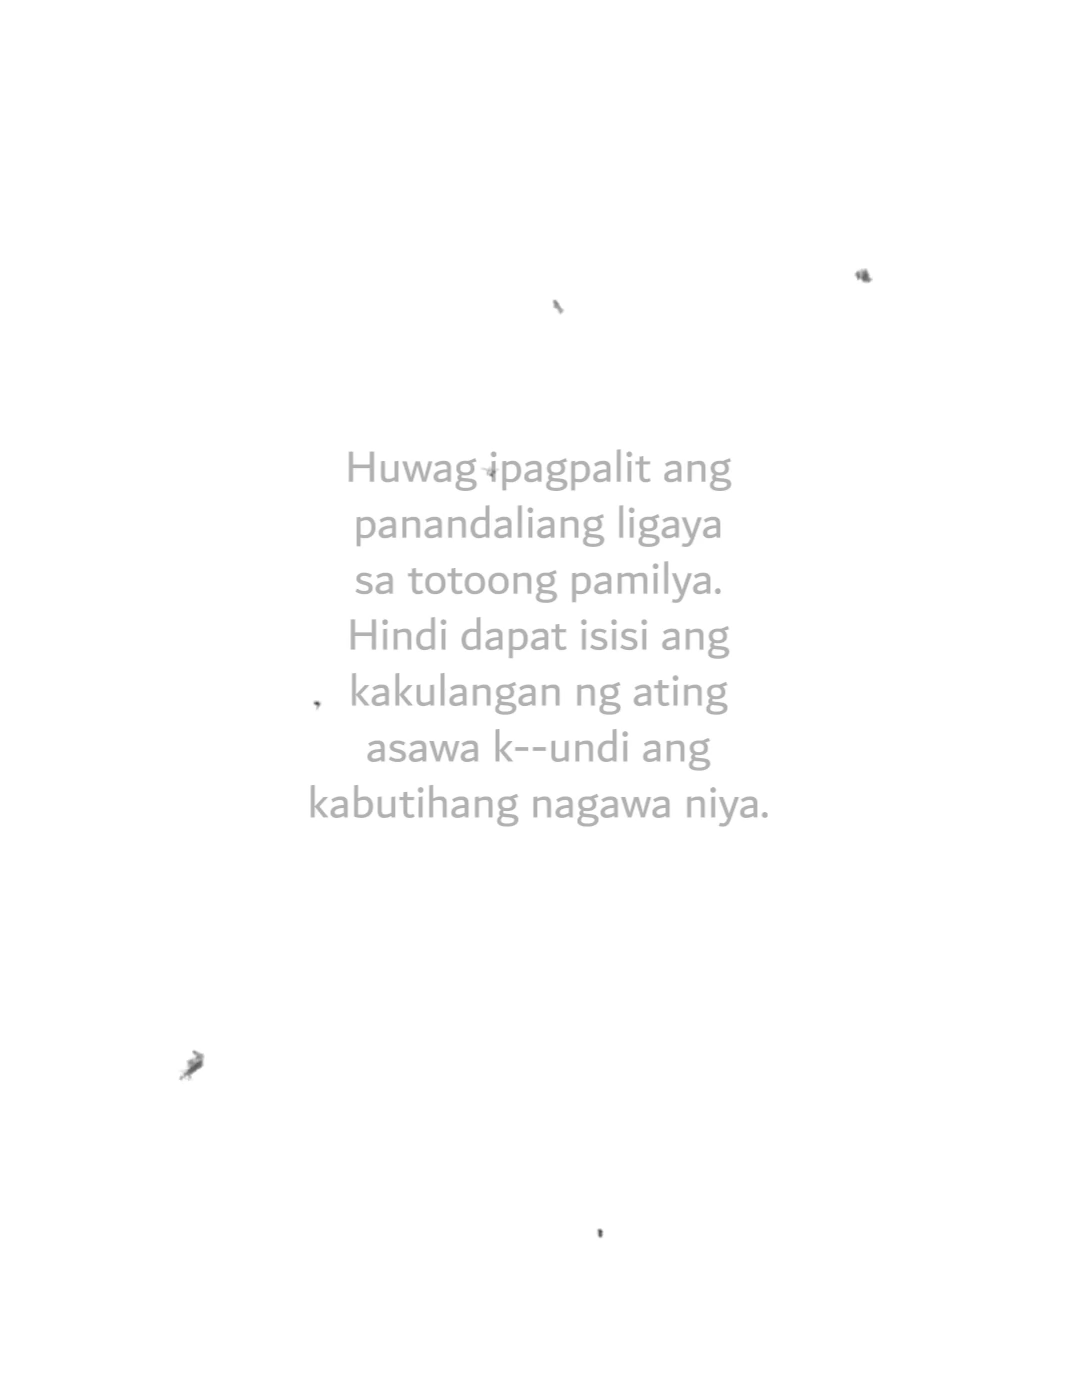 Huwag ipagpalit ang
panandaliang ligaya
sa totoong pamilya.
Hindi dapat isisi ang
kakulangan ng ating
asawa k--undi ang
kabutihang nagawa niya.